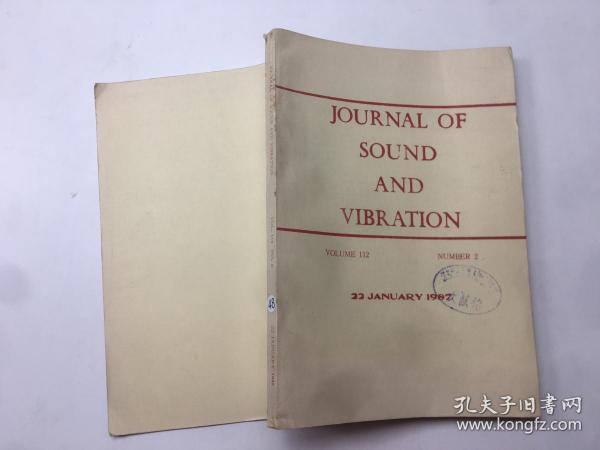 JOURNAL OF
SOUND
AND
VIBRATION
VOLUME 112
NUMBER 2
22 JANUARY 1987
48
孔夫子旧书网
www.kongfz.com